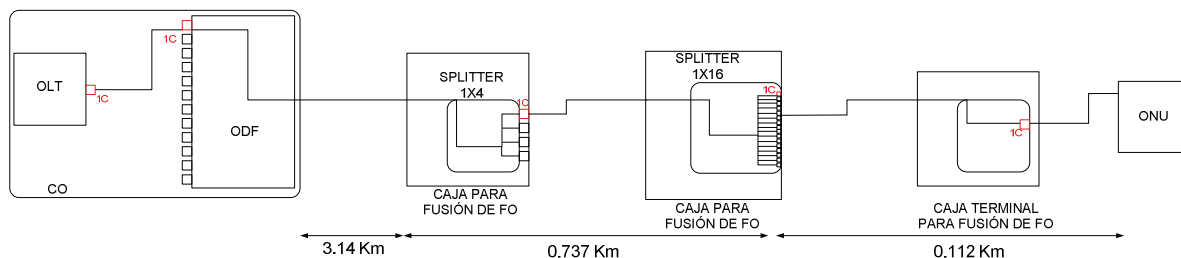 OLT
1C
1C
ODF
CO
SPLITTER
1X4
1C
CAJA PARA
FUSIÓN DE FO
SPLITTER
1X16
1C
CAJA PARA
FUSIÓN DE FO
1C
CAJA TERMINAL
PARA FUSIÓN DE FO
ONU
3.14 Km
0.737 Km
0.112 Km